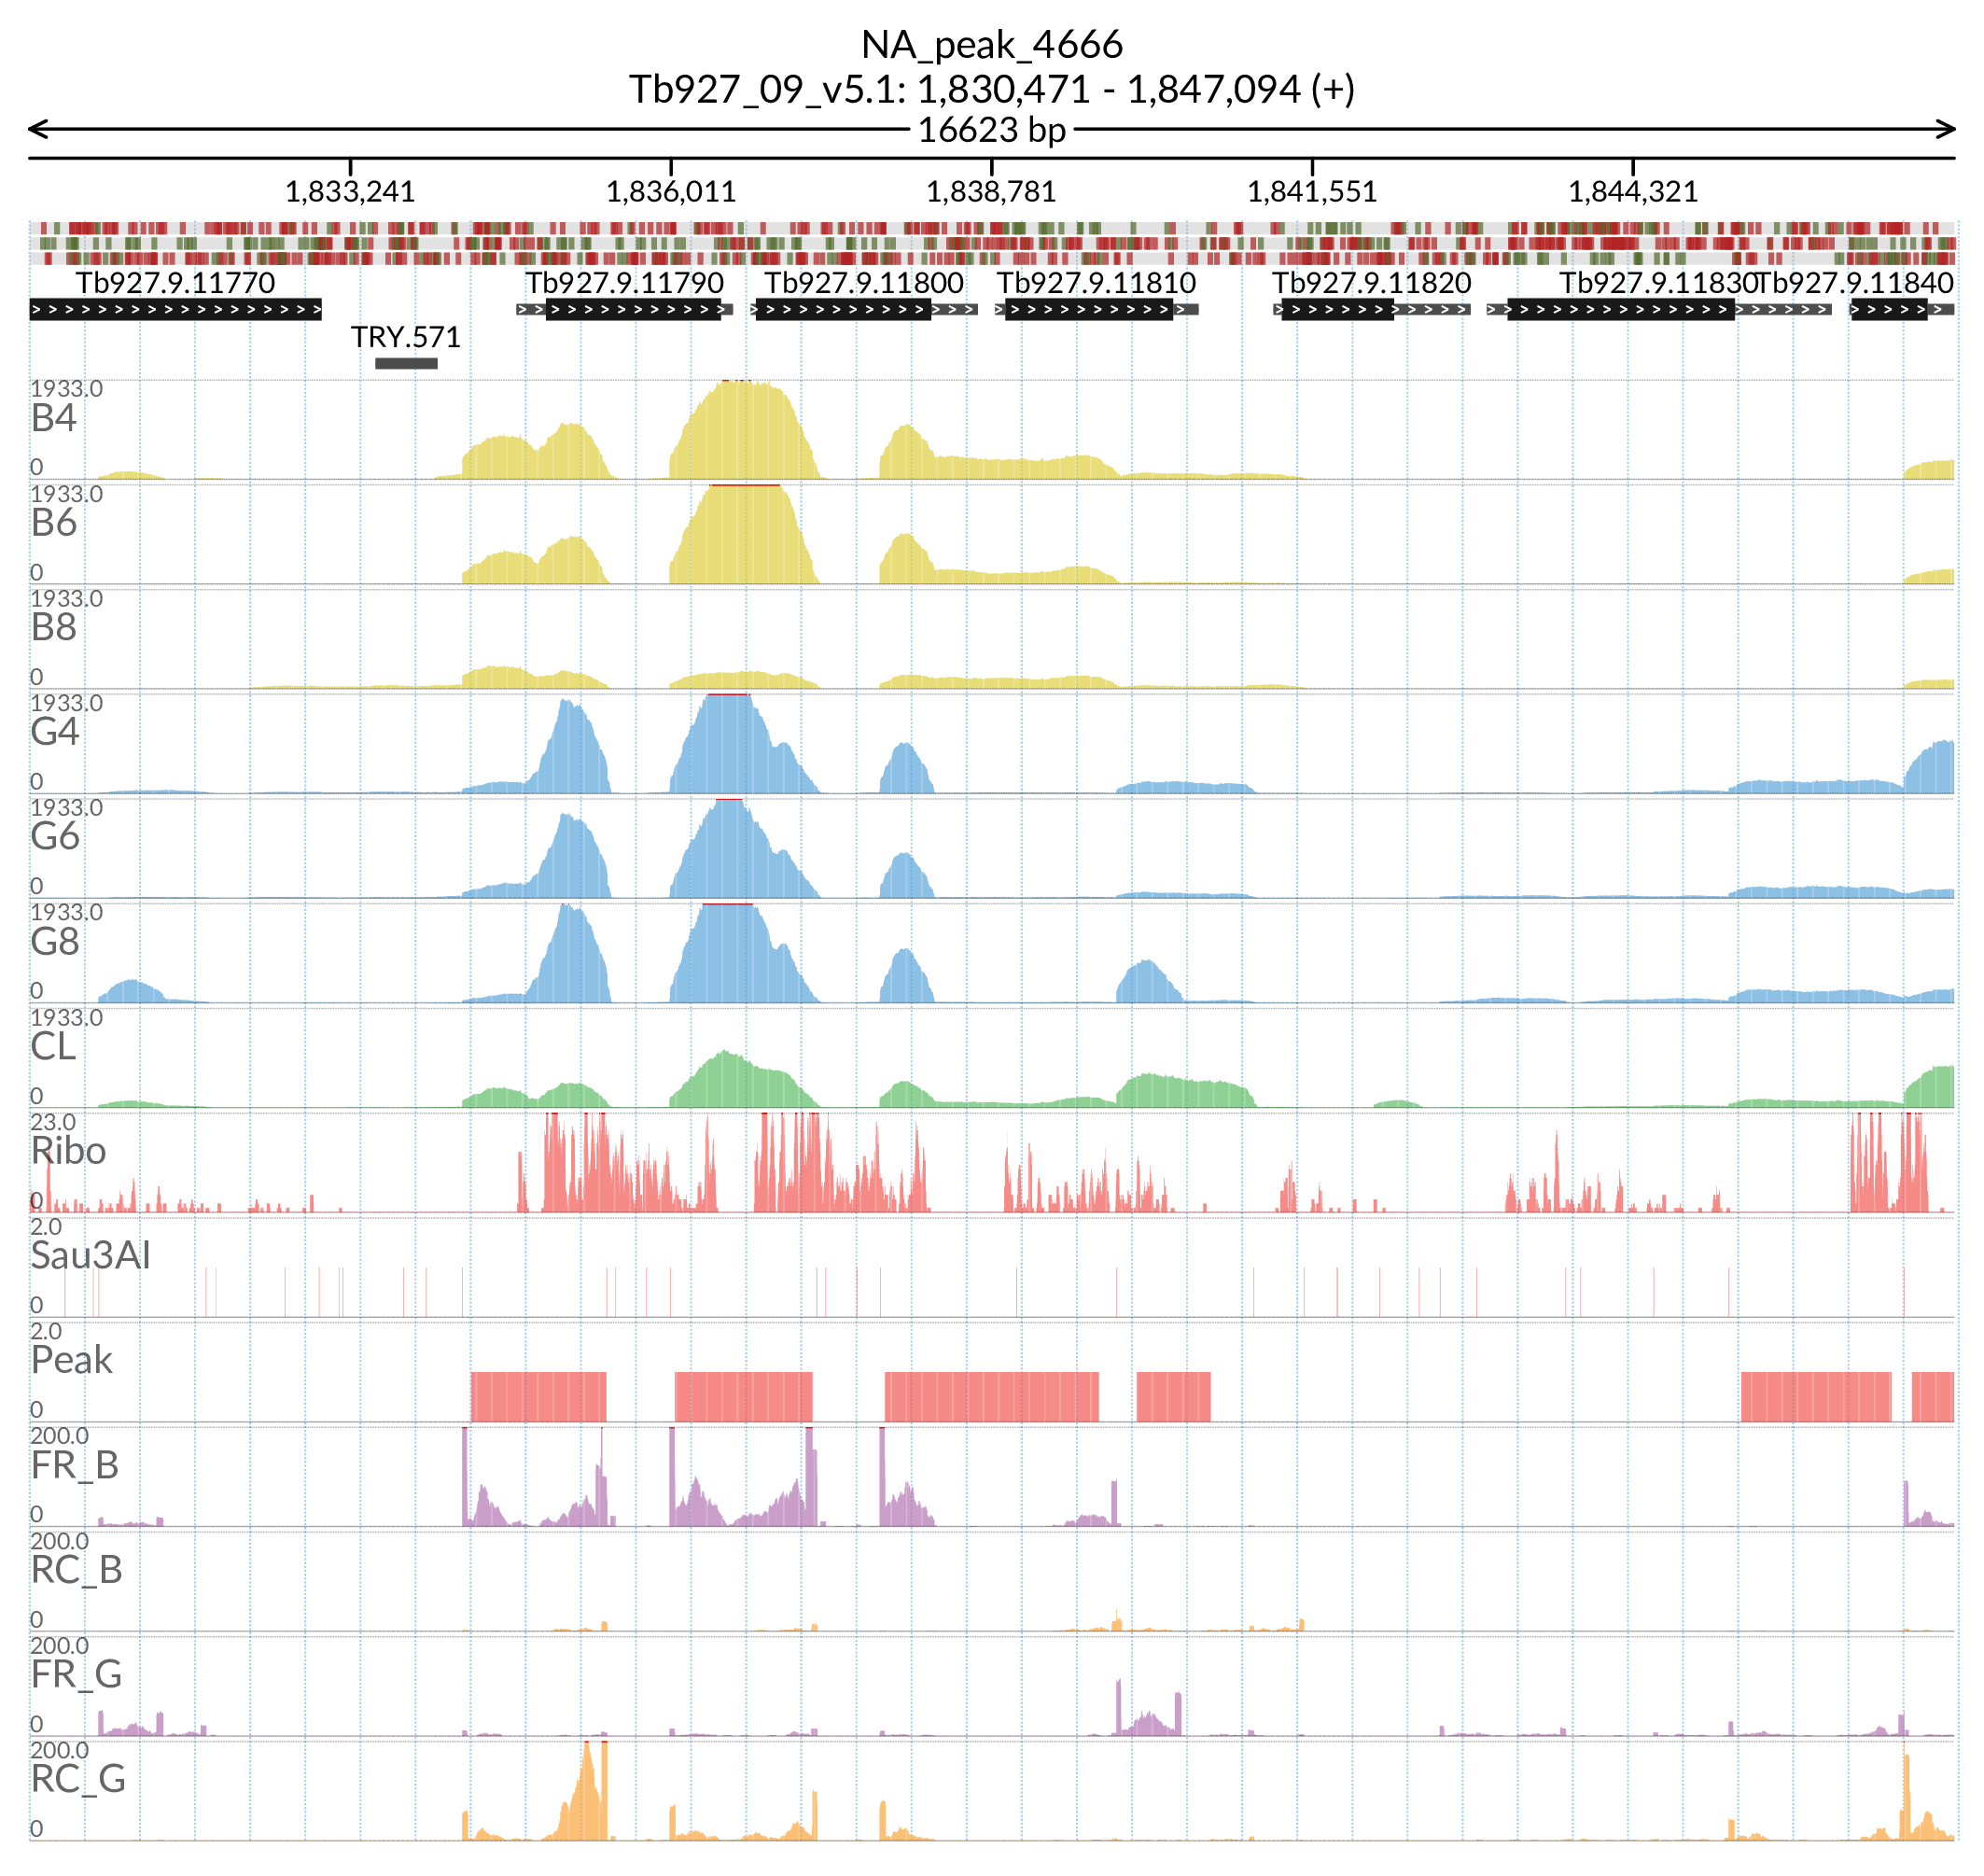 NA_peak_4666
Tb927_09_v5.1: 1,830,471 - 1,847,094 (+)
16623 bp
1,833,241 1,836,011 1,838,781 1,841,551 1,844,321
Tb927.9.11770 Tb927.9.11790 Tb927.9.11800 Tb927.9.11810 Tb927.9.11820 Tb927.9.11830 Tb927.9.11840
TRY.571
1933.0
B4
0
1933.0
B6
0
1933.0
B8
0
1933.0
G4
0
1933.0
G6
0
1933.0
G8
0
1933.0
CL
0
23.0
Ribo
0
2.0
Sau3AI
0
2.0
Peak
0
200.0
FR_B
0
200.0
RC_B
0
200.0
FR_G
0
200.0
RC_G
0